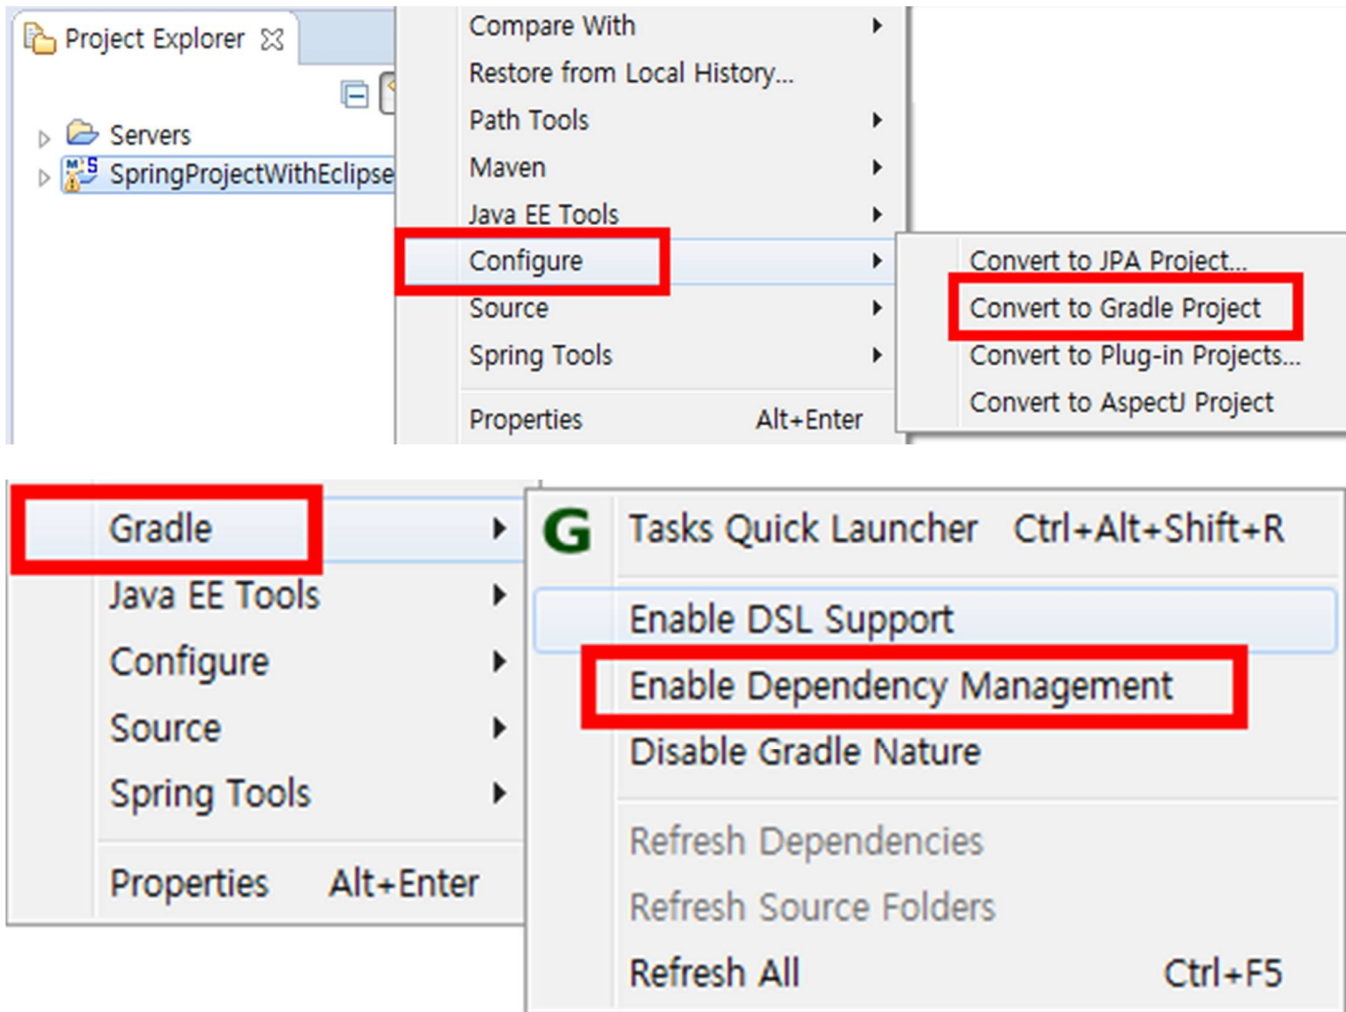 Project Explorer
Servers
SpringProjectWithEclipse
Compare With
Restore from Local History...
Path Tools
Maven
Java EE Tools
Configure
Source
Spring Tools
Properties Alt+Enter
Convert to JPA Project...
Convert to Gradle Project
Convert to Plug-in Projects...
Convert to AspectJ Project
Gradle
Java EE Tools
Configure
Source
Spring Tools
Properties Alt+Enter
G Tasks Quick Launcher Ctrl+Alt+Shift+R
Enable DSL Support
Enable Dependency Management
Disable Gradle Nature
Refresh Dependencies
Refresh Source Folders
Refresh All Ctrl+F5